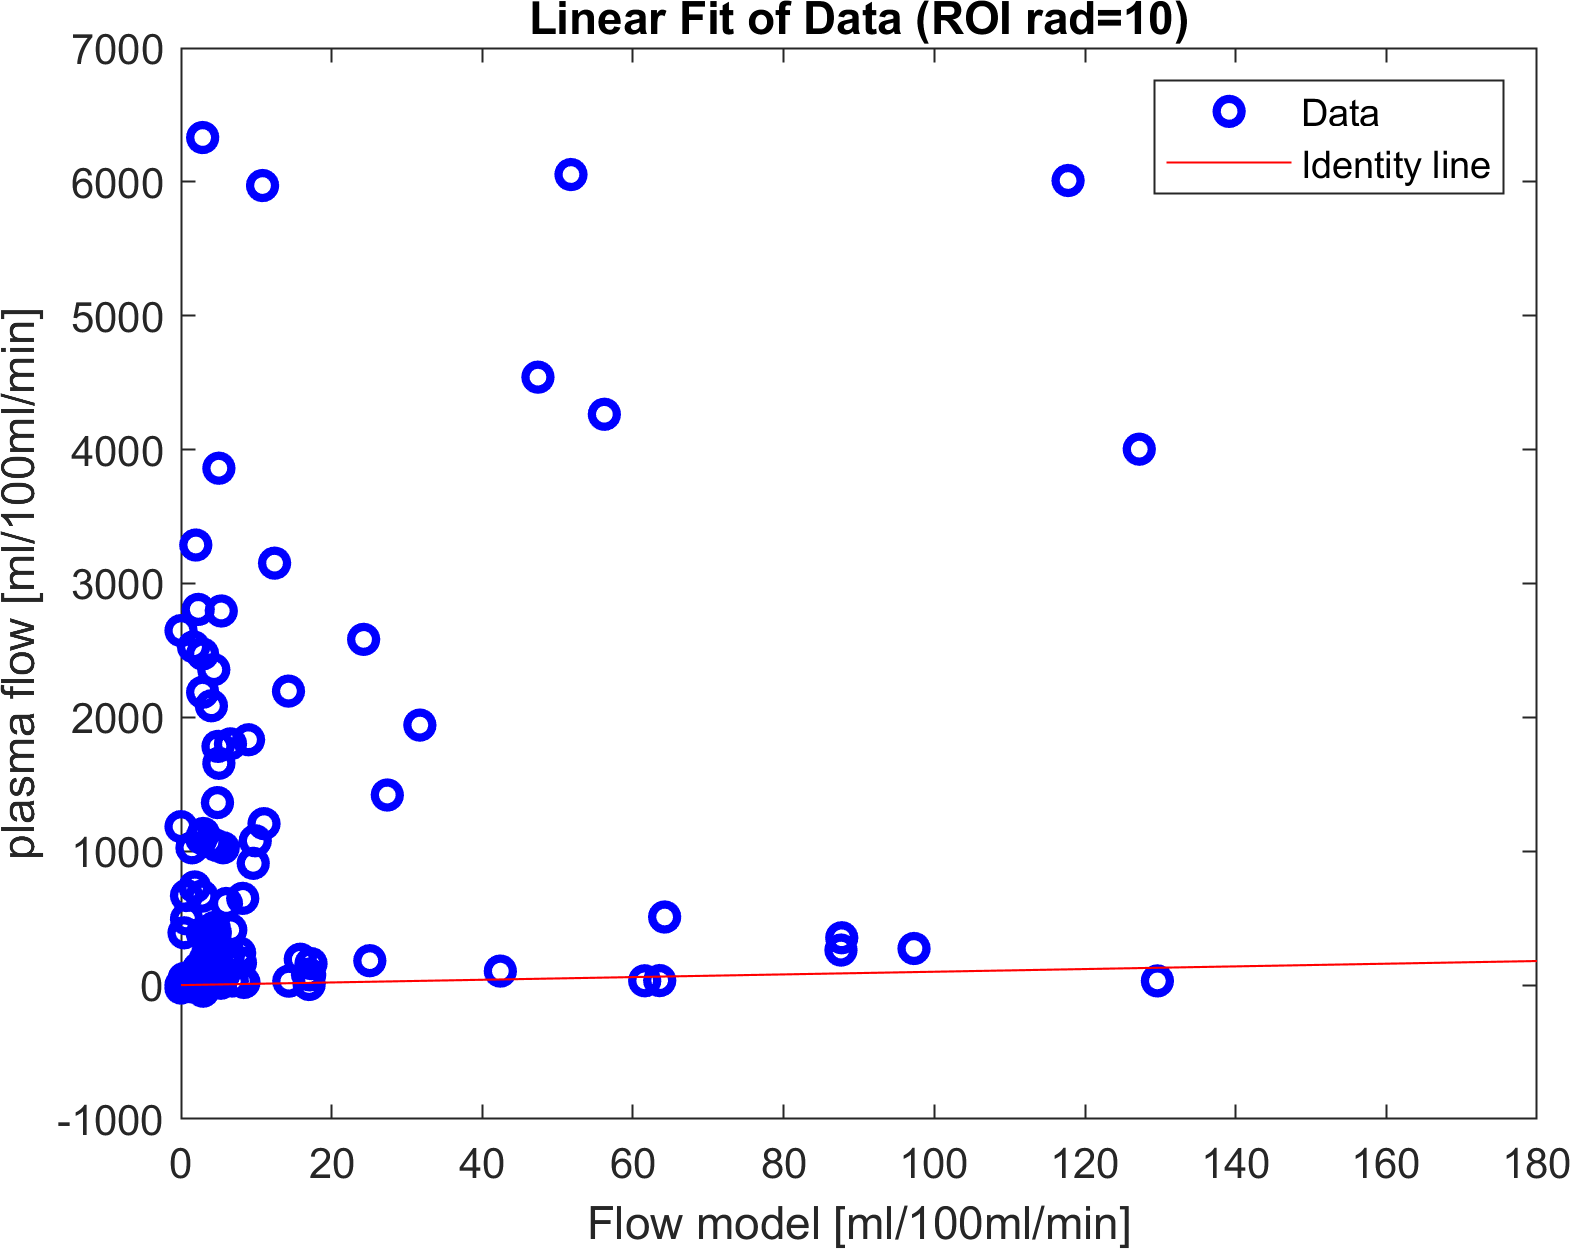 Linear Fit of Data (ROI rad=10)
7000
6000
5000
4000
3000
2000
1000
0
-1000
plasma flow [ml/100ml/min]
Data
Identity line
0 20 40 60 80 100 120 140 160 180
Flow model [ml/100ml/min]